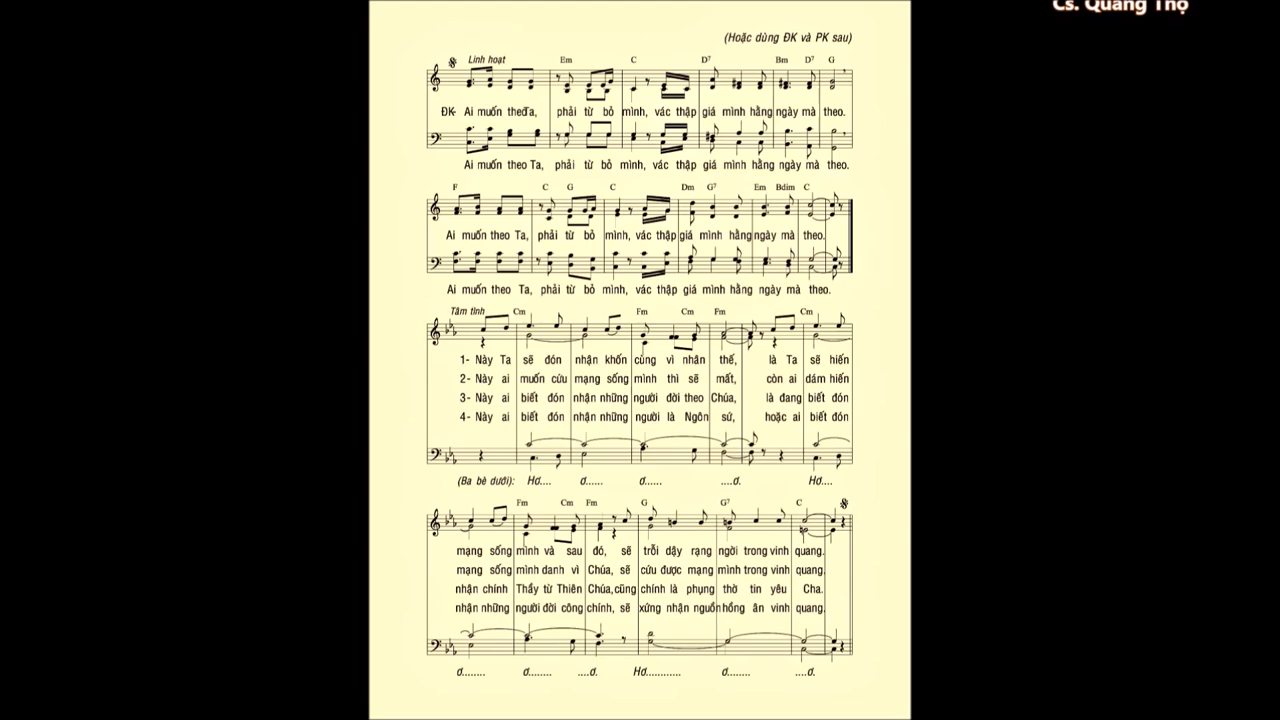 Cs. Quang Thọ
(Hoặc dùng ĐK và PK sau)
Linh hoạt Em C D7 Bm D7 G
ĐK- Ai muốn theo Ta, phải từ bỏ mình, vác thập giá mình hằng ngày mà theo.
Ai muốn theo Ta, phải từ bỏ mình, vác thập giá mình hằng ngày mà theo.
F C G C Dm G7 Em Bdim C
Ai muốn theo Ta, phải từ bỏ mình, vác thập giá mình hằng ngày mà theo.
Ai muốn theo Ta, phải từ bỏ mình, vác thập giá mình hằng ngày mà theo.
Tâm tình Cm Fm Cm Fm Cm
1- Này Ta sẽ đón nhận khốn cùng vì nhân thế, là Ta sẽ hiến
2- Này ai muốn cứu mạng sống mình thì sẽ mất, còn ai dám hiến
3- Này ai biết đón nhận những người đời theo Chúa, là đang biết đón
4- Này ai biết đón nhận những người là Ngôn sứ, hoặc ai biết đón
(Ba bè dưới): Hơ.... ơ...... ơ...... ....ơ. Hơ....
Fm Cm Fm G G7 C
mạng sống mình và sau đó, sẽ trỗi dậy rạng ngời trong vinh quang.
mạng sống mình danh vì Chúa, sẽ cứu được mạng mình trong vinh quang.
nhận chính Thầy từ Thiên Chúa, cũng chính là phụng thờ tin yêu Cha.
nhận những người đời công chính, sẽ xứng nhận nguồn hồng ân vinh quang.
ơ........ ơ........ ....ơ. Hơ............ ơ........ ....ơ.